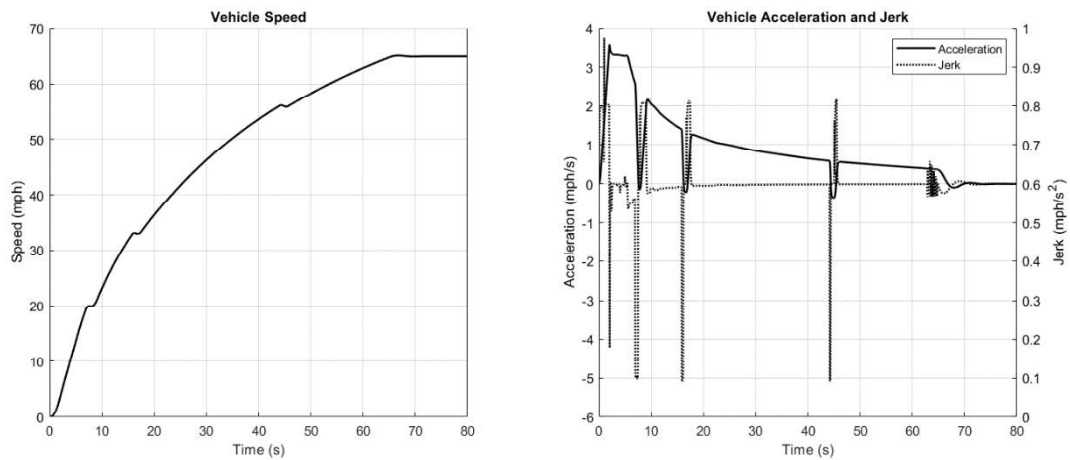 Vehicle Speed
70
60
50
40
30
20
10
0
Speed (mph)
0 10 20 30 40 50 60 70 80
Time (s)
Vehicle Acceleration and Jerk
4
3
2
1
0
-1
-2
-3
-4
-5
-6
Acceleration (mph/s)
Acceleration
Jerk
1
0.9
0.8
0.7
0.6
0.5
0.4
0.3
0.2
0.1
0
Jerk (mph/s²)
0 10 20 30 40 50 60 70 80
Time (s)